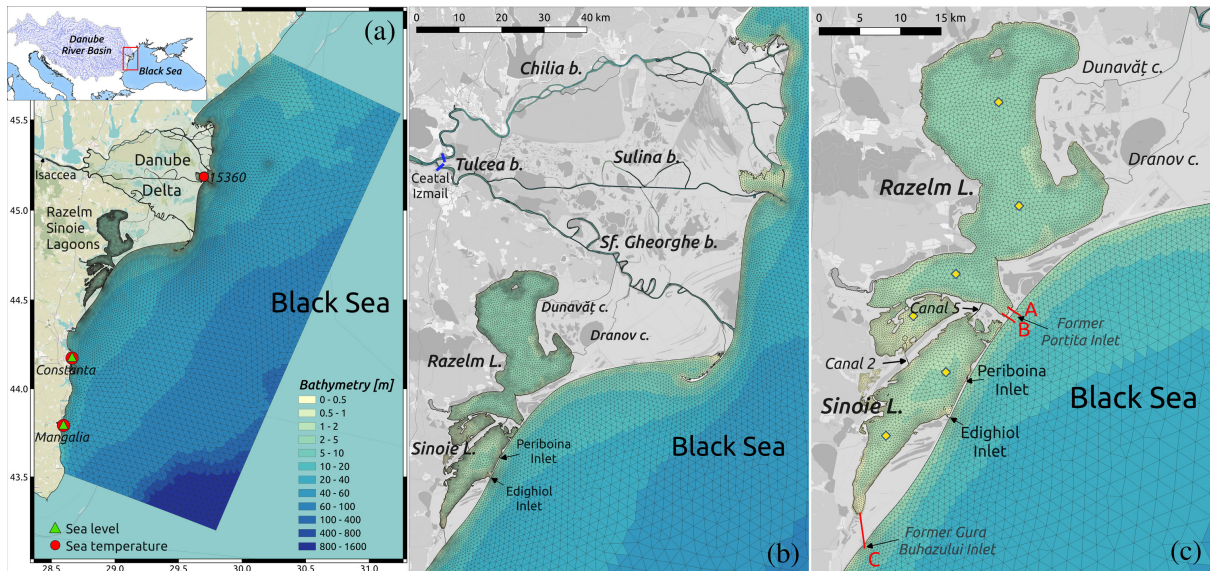 Danube
River Basin
Black Sea
(a)
45.5
45.0
44.5
44.0
43.5
Isaccea
Danube
Delta
15360
Razelm
Sinoie
Lagoons
Black Sea
Constanta
Mangalia
Bathymetry [m]
0 - 0.5
0.5 - 1
1 - 2
2 - 5
5 - 10
10 - 20
20 - 40
40 - 60
60 - 100
100 - 400
400 - 800
800 - 1600
Sea level
Sea temperature
28.5
29.0
29.5
30.0
30.5
31.0
0 10 20 30 40 km
Chilia b.
Tulcea b.
Ceatal
Izmail
Sulina b.
Sf. Gheorghe b.
Dunavăț c.
Dranov c.
Razelm L.
Sinoie L.
Periboina
Inlet
Edighiol
Inlet
Black Sea
(b)
0 5 10 15 km
Dunavăț c.
Dranov c.
Razelm L.
Canal 5
A
B
Former
Portita Inlet
Canal 2
Periboina
Inlet
Sinoie L.
Black Sea
Edighiol
Inlet
Former Gura
Buhazului Inlet
C
(c)